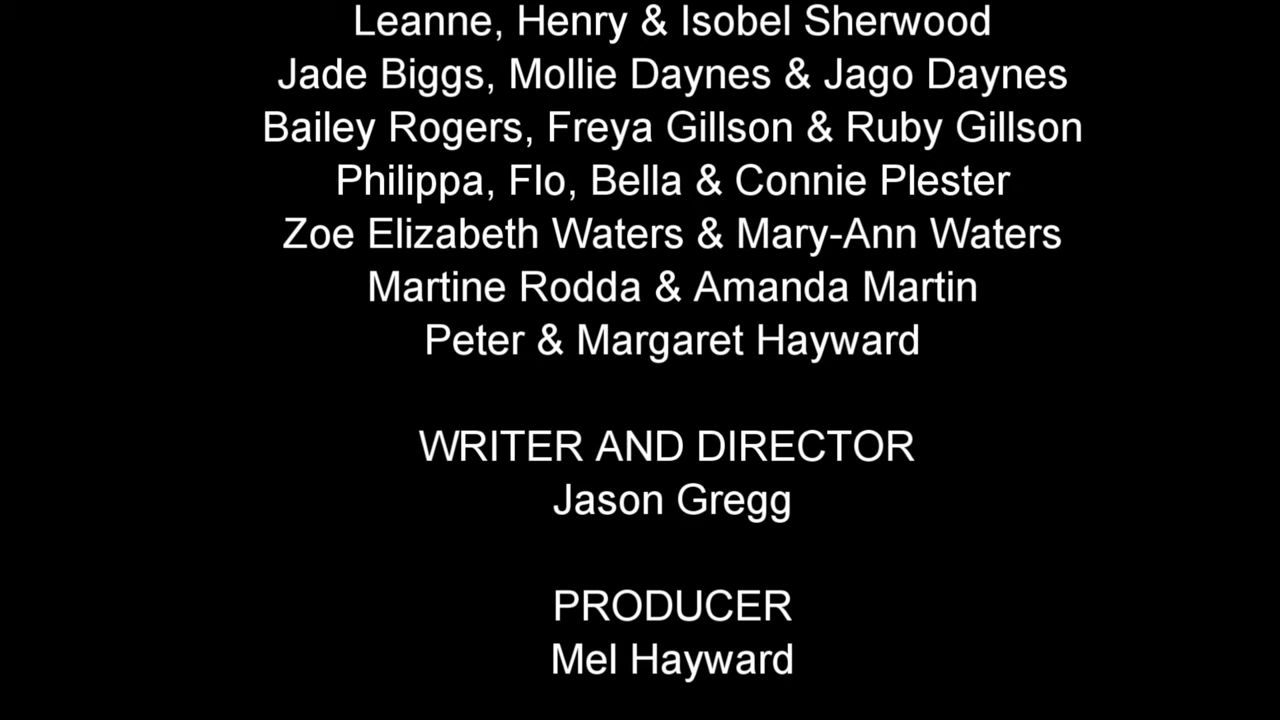 Leanne, Henry & Isobel Sherwood
Jade Biggs, Mollie Daynes & Jago Daynes
Bailey Rogers, Freya Gillson & Ruby Gillson
Philippa, Flo, Bella & Connie Plester
Zoe Elizabeth Waters & Mary-Ann Waters
Martine Rodda & Amanda Martin
Peter & Margaret Hayward
WRITER AND DIRECTOR
Jason Gregg
PRODUCER
Mel Hayward